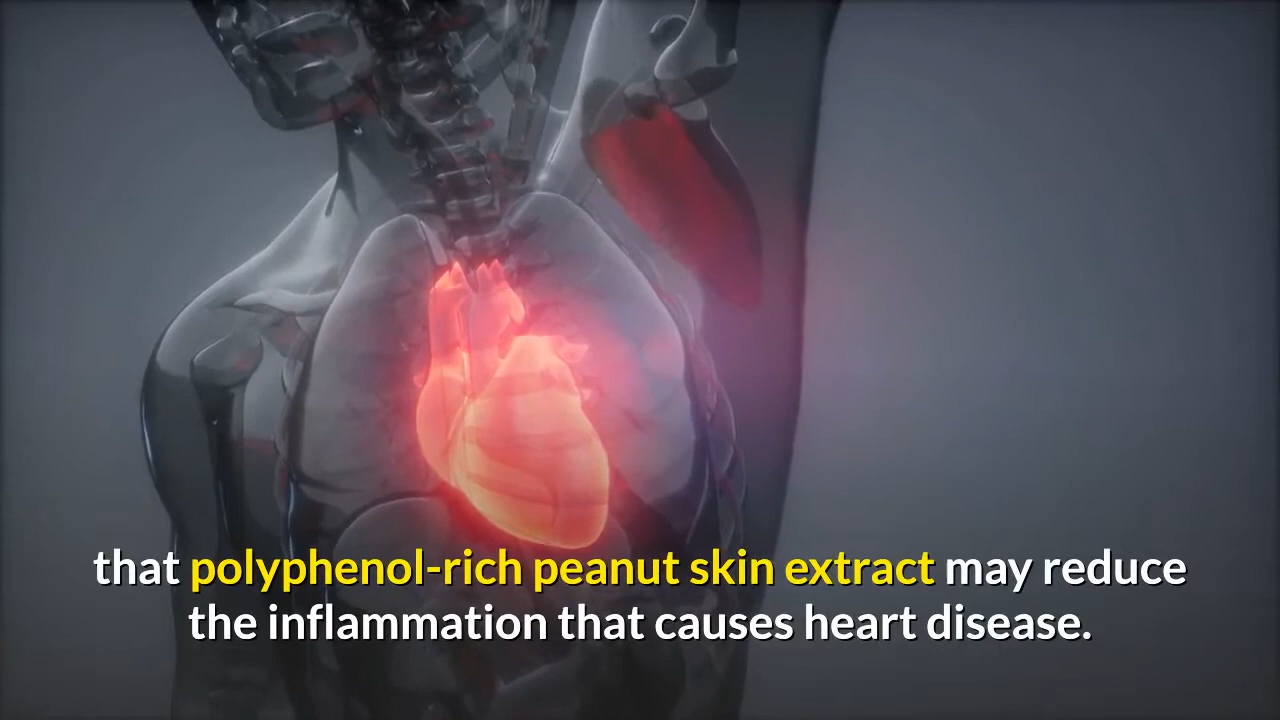 that polyphenol-rich peanut skin extract may reduce
the inflammation that causes heart disease.